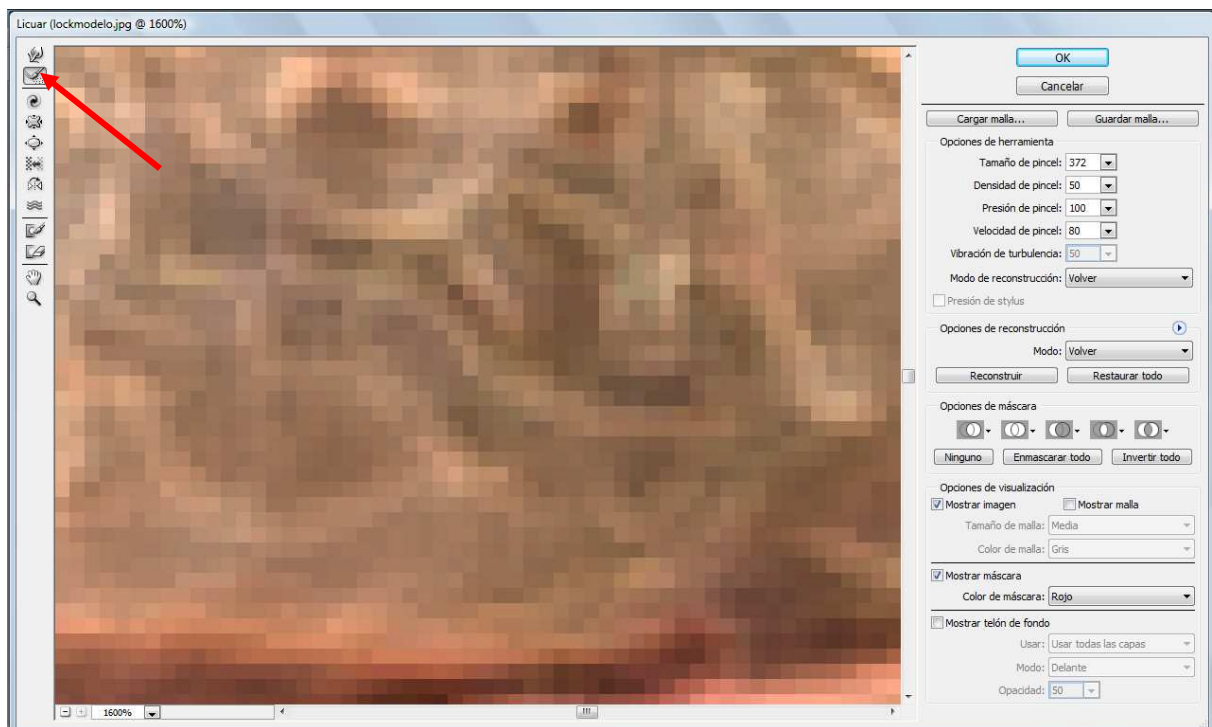 Licuar (lockmodelo.jpg @ 1600%)
OK
Cancelar
Cargar malla... Guardar malla...
Opciones de herramienta
Tamaño de pincel: 372
Densidad de pincel: 50
Presión de pincel: 100
Velocidad de pincel: 80
Vibración de turbulencia: 50
Modo de reconstrucción: Volver
Presión de stylus
Opciones de reconstrucción
Modo: Volver
Reconstruir Restaurar todo
Opciones de máscara
Ninguno Enmascarar todo Invertir todo
Opciones de visualización
Mostrar imagen Mostrar malla
Tamaño de malla: Media
Color de malla: Gris
Mostrar máscara
Color de máscara: Rojo
Mostrar telón de fondo
Usar: Usar todas las capas
Modo: Delante
Opacidad: 50
1600%